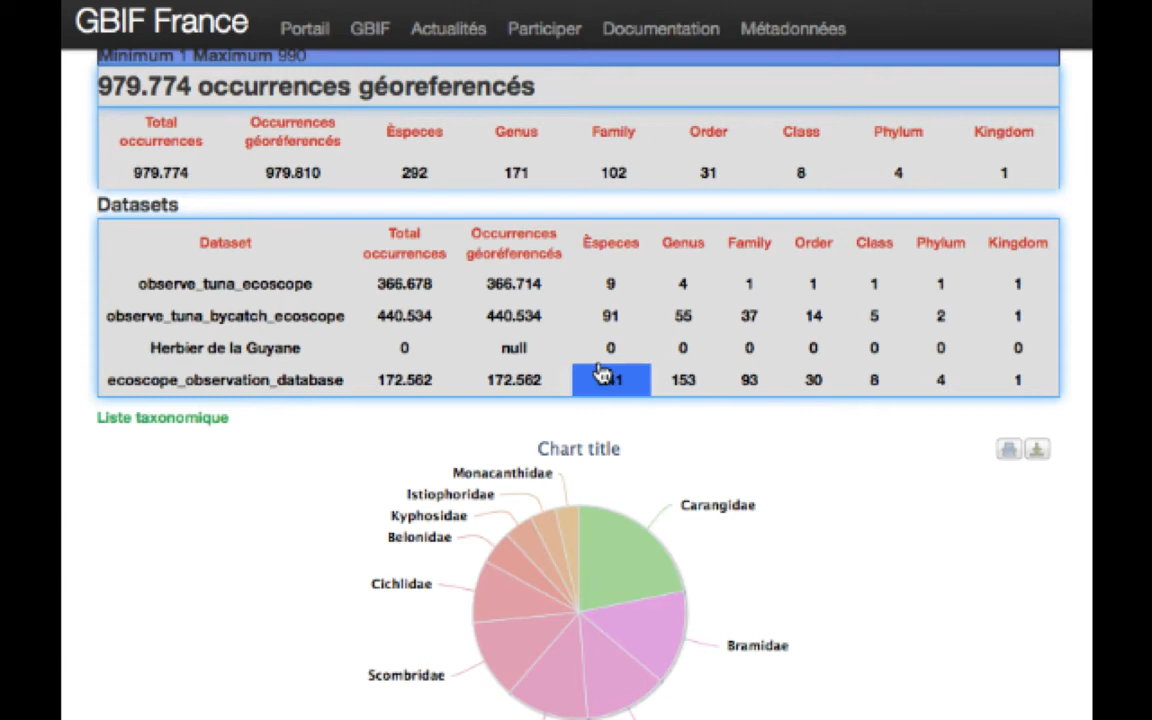 GBIF France Portail GBIF Actualités Participer Documentation Métadonnées
Minimum 1 Maximum 990
979.774 occurrences géoreferencés
Total occurrences Occurrences géoréferencés Èspeces Genus Family Order Class Phylum Kingdom
979.774 979.810 292 171 102 31 8 4 1
Datasets
Dataset Total occurrences Occurrences géoréferencés Èspeces Genus Family Order Class Phylum Kingdom
observe_tuna_ecoscope 366.678 366.714 9 4 1 1 1 1 1
observe_tuna_bycatch_ecoscope 440.534 440.534 91 55 37 14 5 2 1
Herbier de la Guyane 0 null 0 0 0 0 0 0 0
ecoscope_observation_database 172.562 172.562 153 93 30 8 4 1
Liste taxonomique
Chart title
Monacanthidae
Istiophoridae
Carangidae
Kyphosidae
Belonidae
Cichlidae
Bramidae
Scombridae